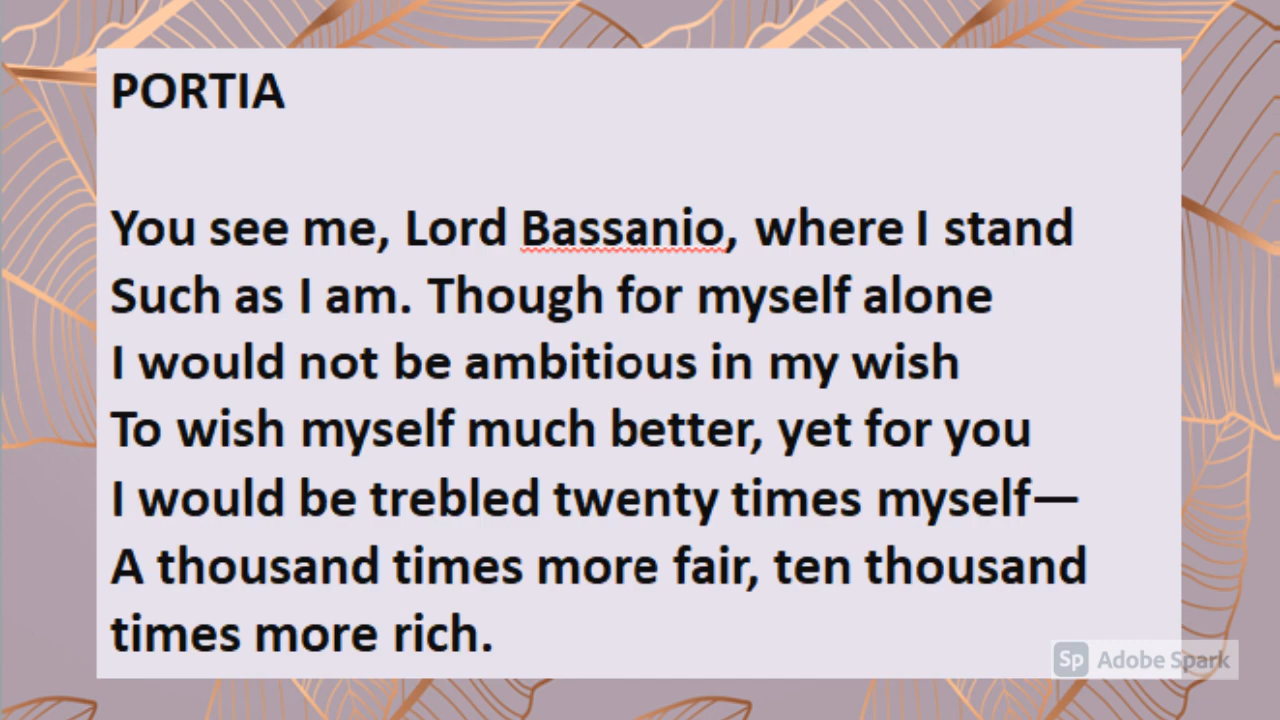 PORTIA
You see me, Lord Bassanio, where I stand
Such as I am. Though for myself alone
I would not be ambitious in my wish
To wish myself much better, yet for you
I would be trebled twenty times myself—
A thousand times more fair, ten thousand
times more rich.
Sp Adobe Spark